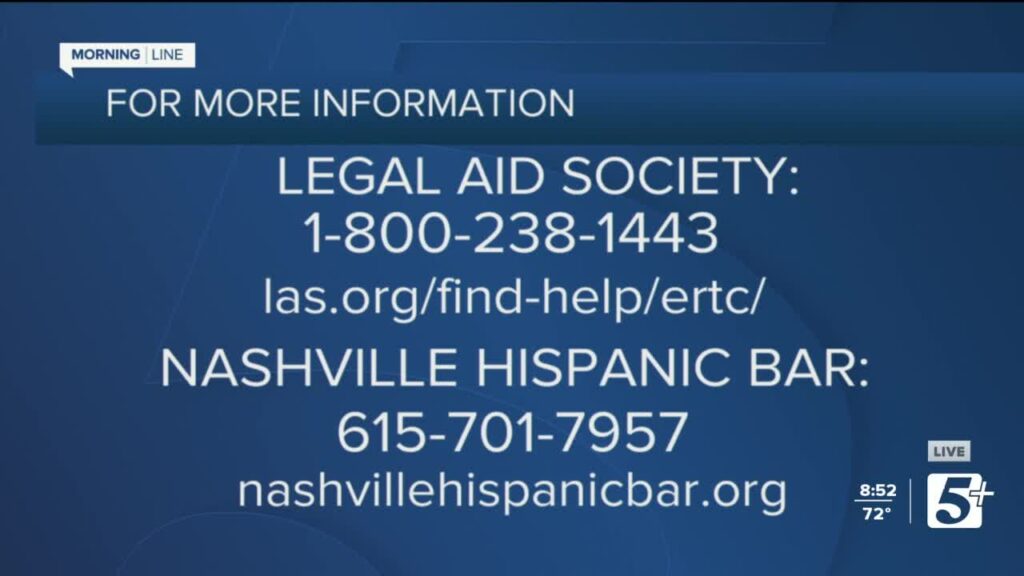 MORNING | LINE
FOR MORE INFORMATION
LEGAL AID SOCIETY:
1-800-238-1443
las.org/find-help/ertc/
NASHVILLE HISPANIC BAR:
615-701-7957
nashvillehispanicbar.org
LIVE
8:52
72°
5+